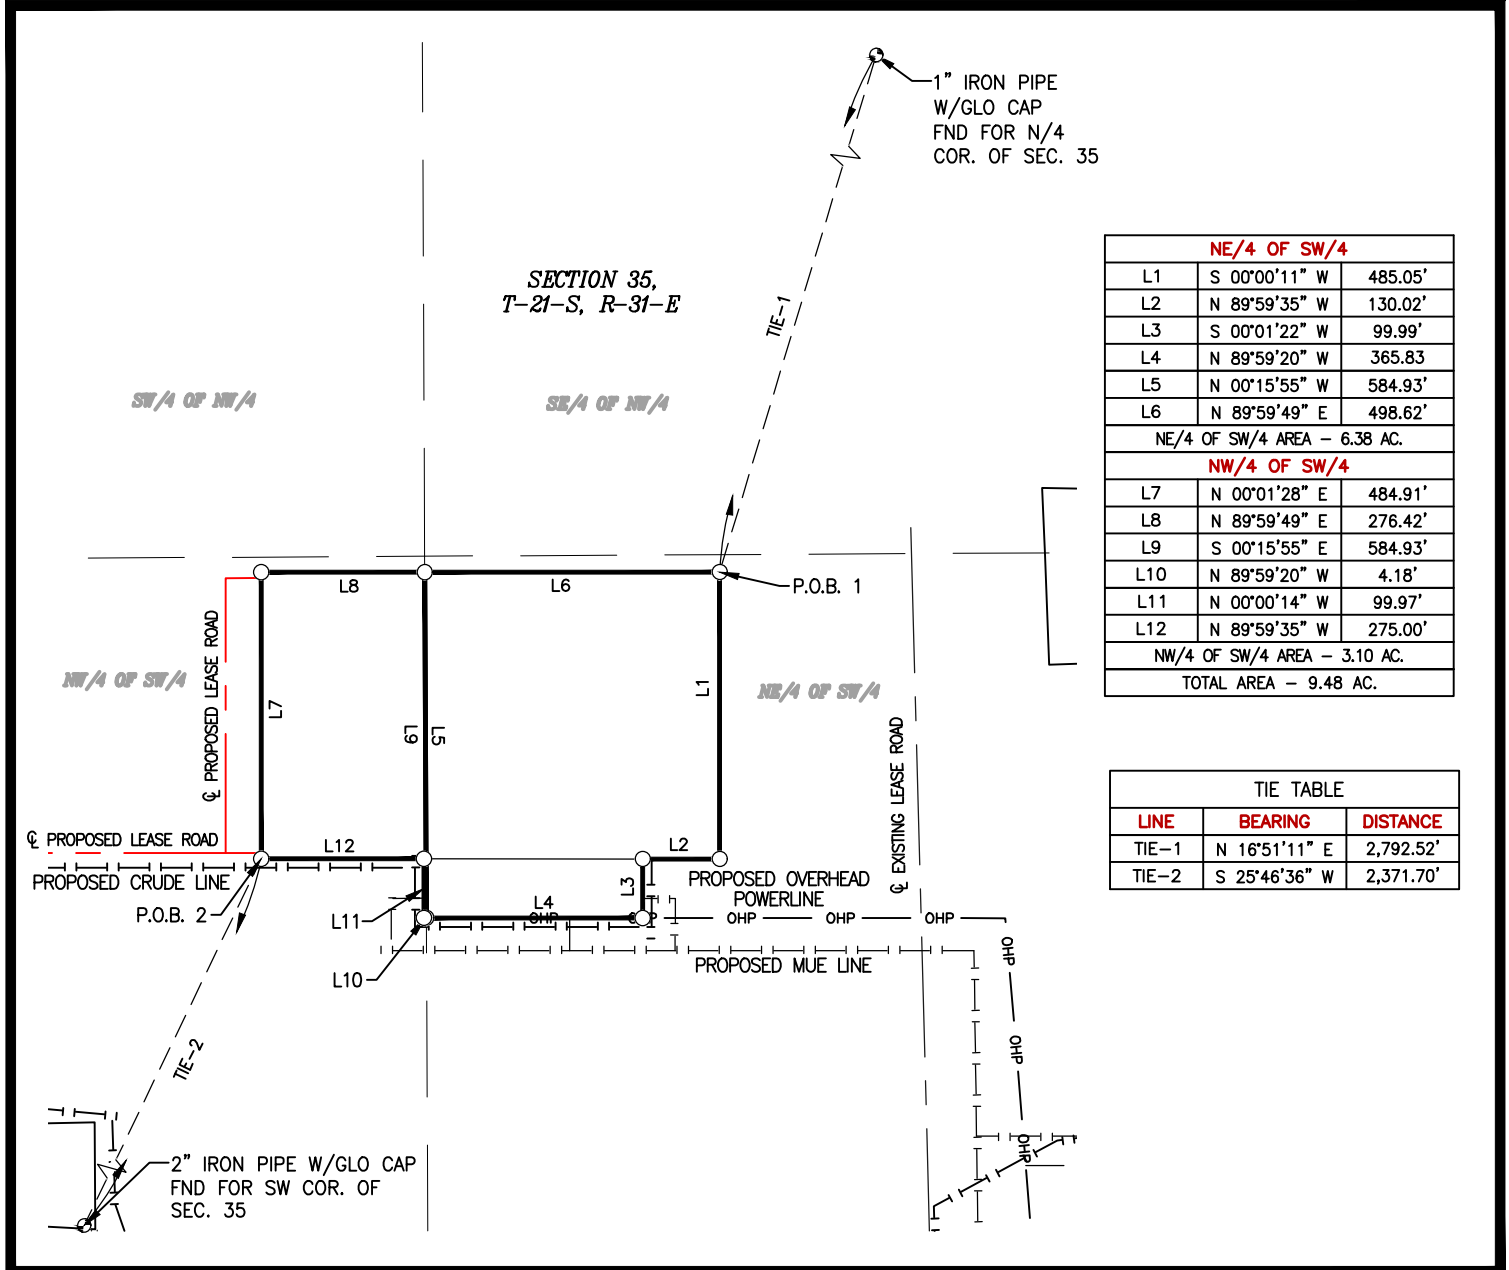 1" IRON PIPE
W/GLO CAP
FND FOR N/4
COR. OF SEC. 35
SECTION 35,
T-21-S, R-31-E
TIE-1
SW/4 OF NW/4
SE/4 OF NW/4
NE/4 OF SW/4
L1 S 00°00'11" W 485.05'
L2 N 89°59'35" W 130.02'
L3 S 00°01'22" W 99.99'
L4 N 89°59'20" W 365.83
L5 N 00°15'55" W 584.93'
L6 N 89°59'49" E 498.62'
NE/4 OF SW/4 AREA - 6.38 AC.
NW/4 OF SW/4
L7 N 00°01'28" E 484.91'
L8 N 89°59'49" E 276.42'
L9 S 00°15'55" E 584.93'
L10 N 89°59'20" W 4.18'
L11 N 00°00'14" W 99.97'
L12 N 89°59'35" W 275.00'
NW/4 OF SW/4 AREA - 3.10 AC.
TOTAL AREA - 9.48 AC.
L8
L6
P.O.B. 1
NW/4 OF SW/4
℄ PROPOSED LEASE ROAD
L7
L9
L5
L1
NE/4 OF SW/4
℄ EXISTING LEASE ROAD
℄ PROPOSED LEASE ROAD
L12
L2
PROPOSED CRUDE LINE
P.O.B. 2
L11
L4
L3
PROPOSED OVERHEAD
POWERLINE
OHP
OHP
OHP
OHP
OHP
OHP
L10
PROPOSED MUE LINE
OHP
OHP
OHP
TIE-2
2" IRON PIPE W/GLO CAP
FND FOR SW COR. OF
SEC. 35
TIE TABLE
LINE BEARING DISTANCE
TIE-1 N 16°51'11" E 2,792.52'
TIE-2 S 25°46'36" W 2,371.70'